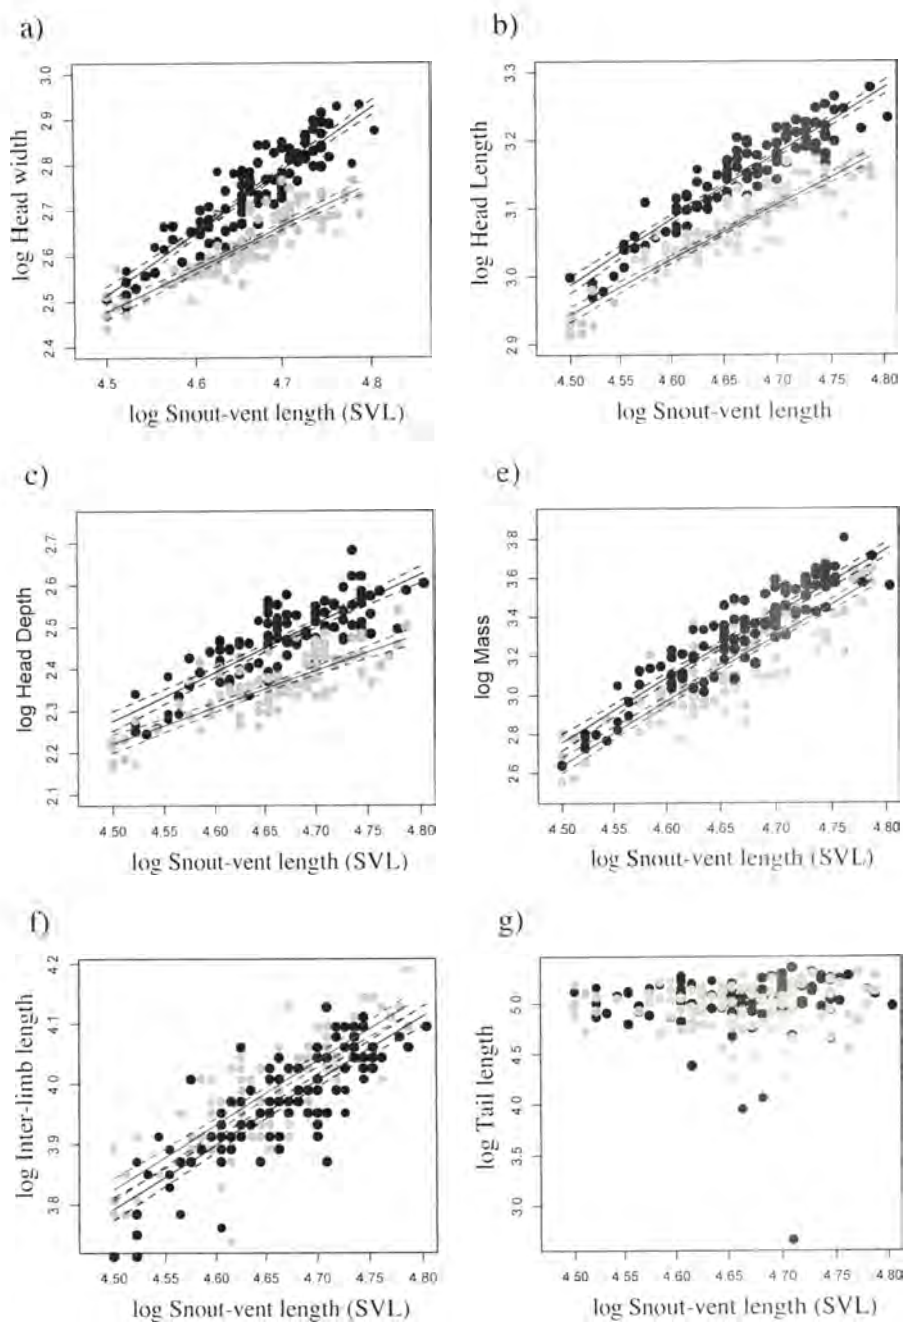 a)
log Head width
3.0
2.9
2.8
2.7
2.6
2.5
2.4
4.5 4.6 4.7 4.8
log Snout-vent length (SVL)
b)
log Head Length
3.3
3.2
3.1
3.0
2.9
4.50 4.55 4.60 4.65 4.70 4.75 4.80
log Snout-vent length
c)
log Head Depth
2.7
2.6
2.5
2.4
2.3
2.2
2.1
4.50 4.55 4.60 4.65 4.70 4.75 4.80
log Snout-vent length (SVL)
e)
log Mass
3.8
3.6
3.4
3.2
3.0
2.8
2.6
4.50 4.55 4.60 4.65 4.70 4.75 4.80
log Snout-vent length (SVL)
f)
log Inter-limb length
4.2
4.1
4.0
3.9
3.8
4.50 4.55 4.60 4.65 4.70 4.75 4.80
log Snout-vent length (SVL)
g)
log Tail length
5.0
4.5
4.0
3.5
3.0
4.50 4.55 4.60 4.65 4.70 4.75 4.80
log Snout-vent length (SVL)